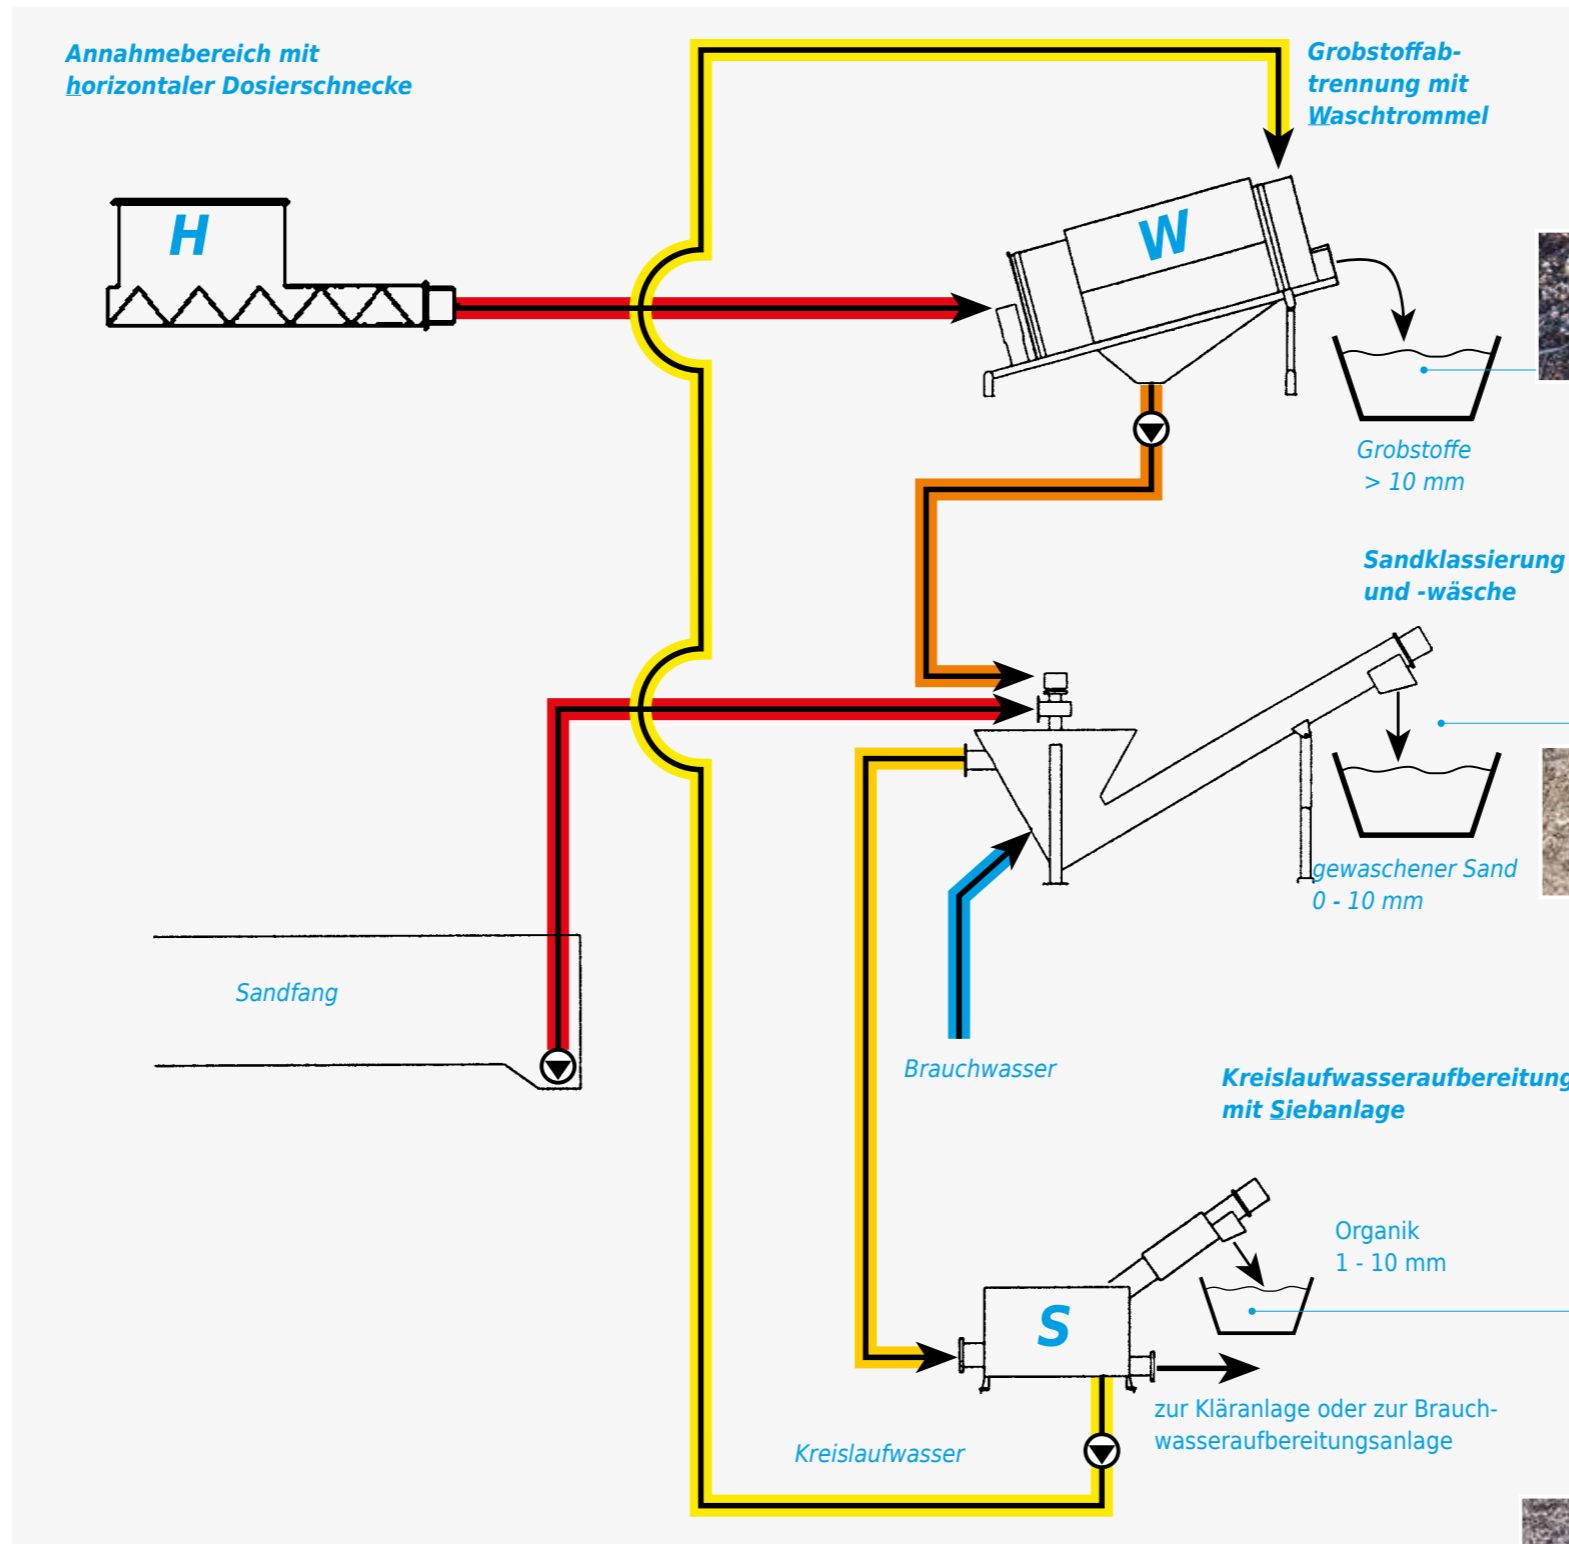 Annahmebereich mit
horizontaler Dosierschnecke
Grobstoffab-
trennung mit
Waschtrommel
H
W
Grobstoffe
> 10 mm
Sandklassierung
und -wäsche
gewaschener Sand
0 - 10 mm
Sandfang
Brauchwasser
Kreislaufwasseraufbereitung
mit Siebanlage
Organik
1 - 10 mm
S
zur Kläranlage oder zur Brauch-
wasseraufbereitungsanlage
Kreislaufwasser